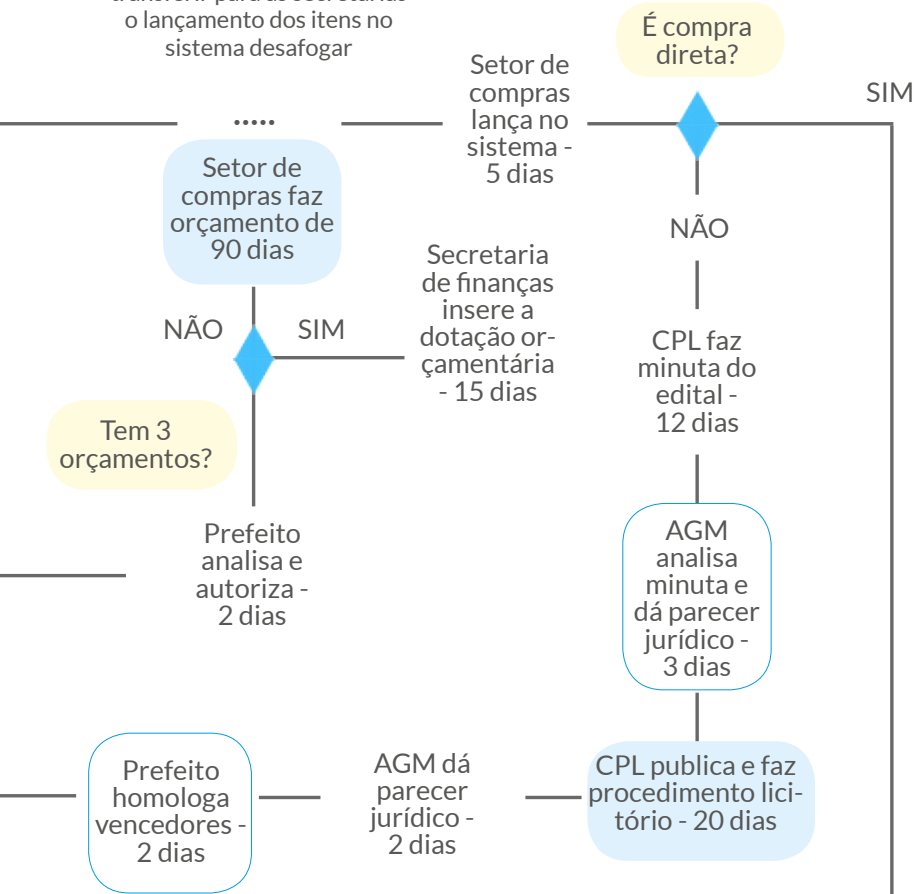 o lançamento dos itens no
sistema desafogar
.....
Setor de
compras faz
orçamento de
90 dias
Setor de
compras
lança no
sistema -
5 dias
É compra
direta?
SIM
NÃO
NÃO
SIM
Tem 3
orçamentos?
Secretaria
de finanças
insere a
dotação or-
çamentária
- 15 dias
CPL faz
minuta do
edital -
12 dias
Prefeito
analisa e
autoriza -
2 dias
AGM
analisa
minuta e
dá parecer
jurídico -
3 dias
Prefeito
homologa
vencedores -
2 dias
AGM dá
parecer
jurídico -
2 dias
CPL publica e faz
procedimento lici-
tório - 20 dias